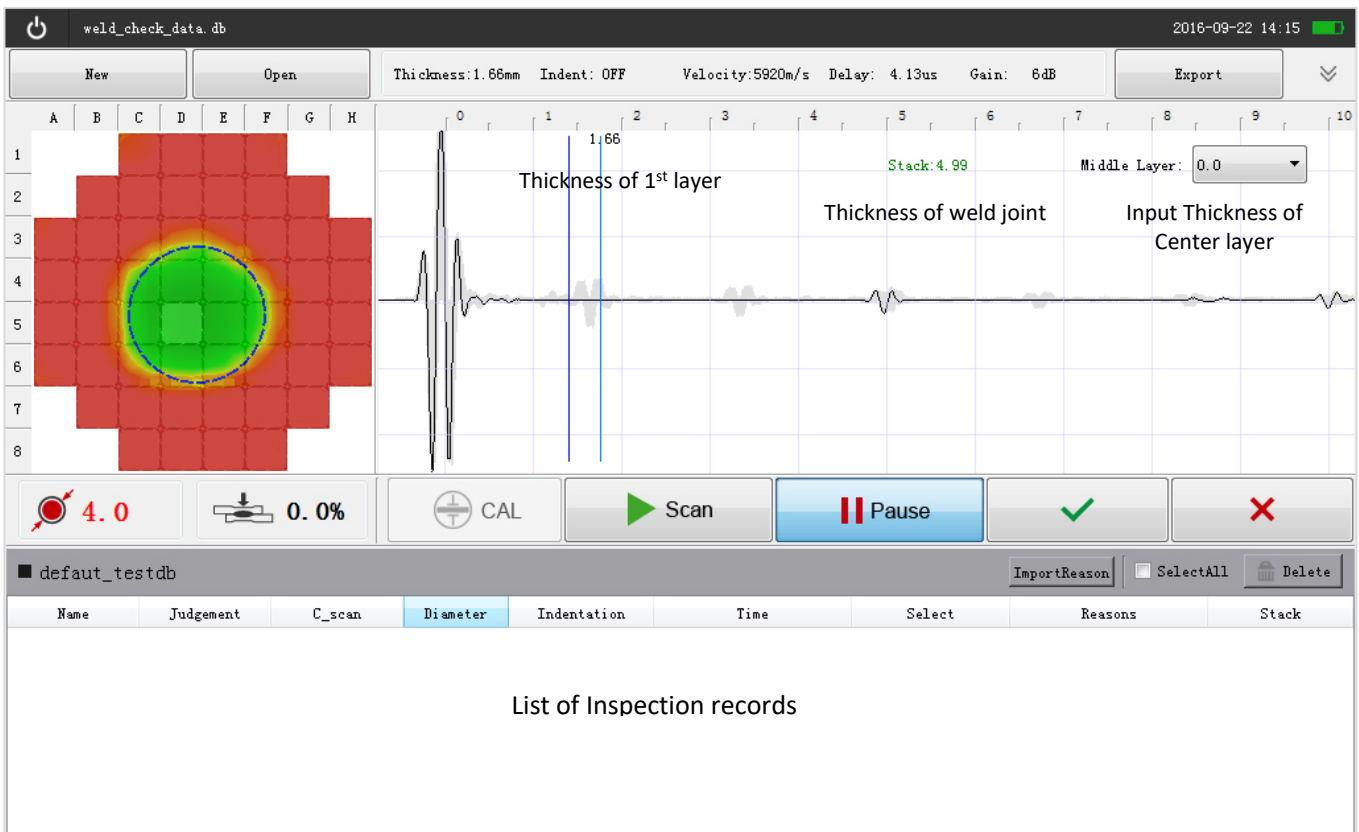 weld_check_data.db 2016-09-22 14:15
New Open Thickness:1.66mm Indent: OFF Velocity:5920m/s Delay: 4.13us Gain: 6dB Export
A B C D E F G H 0 1 2 3 4 5 6 7 8 9 10
1.66
1
Stack:4.99 Middle Layer: 0.0
Thickness of 1st layer
2
Thickness of weld joint Input Thickness of
3
Center layer
4
5
6
7
8
4.0 0.0% CAL Scan Pause
defaut_testdb ImportReason SelectAll Delete
Name Judgement C_scan Diameter Indentation Time Select Reasons Stack
List of Inspection records